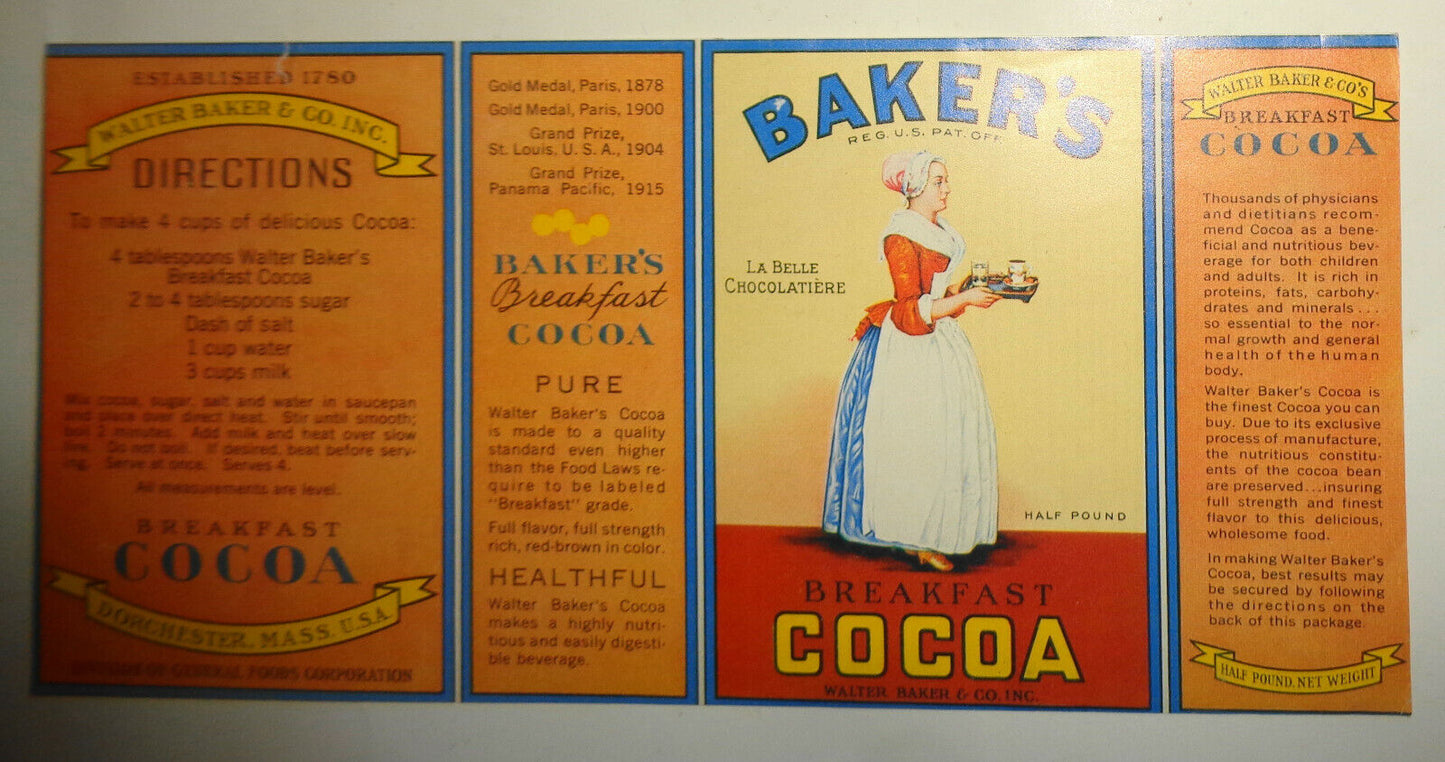 ESTABLISHED 1780
WALTER BAKER & CO. INC.
DIRECTIONS
To make 4 cups of delicious Cocoa:
4 tablespoons Walter Baker's
Breakfast Cocoa
2 to 4 tablespoons sugar
Dash of salt
1 cup water
3 cups milk
Mix cocoa, sugar, salt and water in saucepan
and place over direct heat. Stir until smooth;
boil 2 minutes. Add milk and heat over slow
fire. Do not boil. If desired, beat before serv-
ing. Serve at once. Serves 4.
All measurements are level.
BREAKFAST
COCOA
DORCHESTER, MASS. U.S.A.
DIVISION OF GENERAL FOODS CORPORATION
Gold Medal, Paris, 1878
Gold Medal, Paris, 1900
Grand Prize,
St. Louis, U. S. A., 1904
Grand Prize,
Panama Pacific, 1915
BAKER'S
Breakfast
COCOA
PURE
Walter Baker's Cocoa
is made to a quality
standard even higher
than the Food Laws re-
quire to be labeled
"Breakfast" grade.
Full flavor, full strength
rich, red-brown in color.
HEALTHFUL
Walter Baker's Cocoa
makes a highly nutri-
tious and easily digesti-
ble beverage.
BAKER'S
REG. U.S. PAT. OFF.
LA BELLE
CHOCOLATIÈRE
HALF POUND
BREAKFAST
COCOA
WALTER BAKER & CO. INC.
WALTER BAKER & CO'S
BREAKFAST
COCOA
Thousands of physicians
and dietitians recom-
mend Cocoa as a bene-
ficial and nutritious bev-
erage for both children
and adults. It is rich in
proteins, fats, carbohy-
drates and minerals...
so essential to the nor-
mal growth and general
health of the human
body.
Walter Baker's Cocoa is
the finest Cocoa you can
buy. Due to its exclusive
process of manufacture,
the nutritious constitu-
ents of the cocoa bean
are preserved...insuring
full strength and finest
flavor to this delicious,
wholesome food.
In making Walter Baker's
Cocoa, best results may
be secured by following
the directions on the
back of this package.
HALF POUND. NET WEIGHT